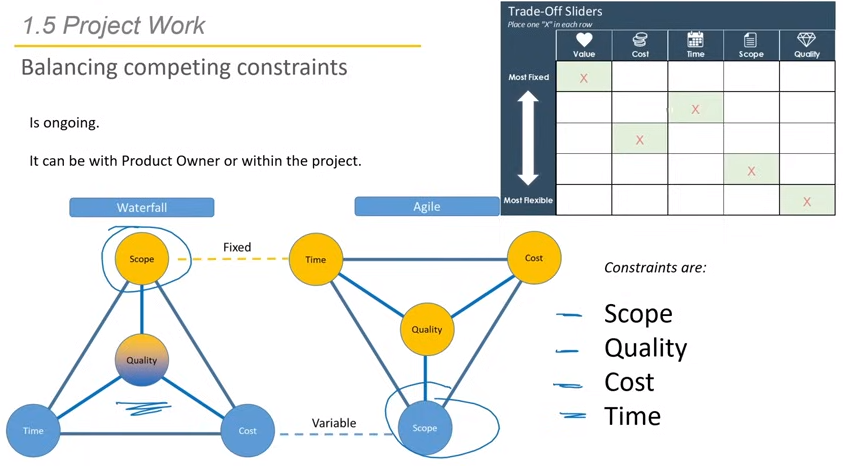 1.5 Project Work
Balancing competing constraints
Is ongoing.
It can be with Product Owner or within the project.
Trade-Off Sliders
Place one "X" in each row
Value Cost Time Scope Quality
Most Fixed
X
X
X
X
Most Flexible
X
Waterfall
Agile
Scope
Fixed
Time
Cost
Quality
Quality
Time
Cost
Variable
Scope
Constraints are:
Scope
Quality
Cost
Time